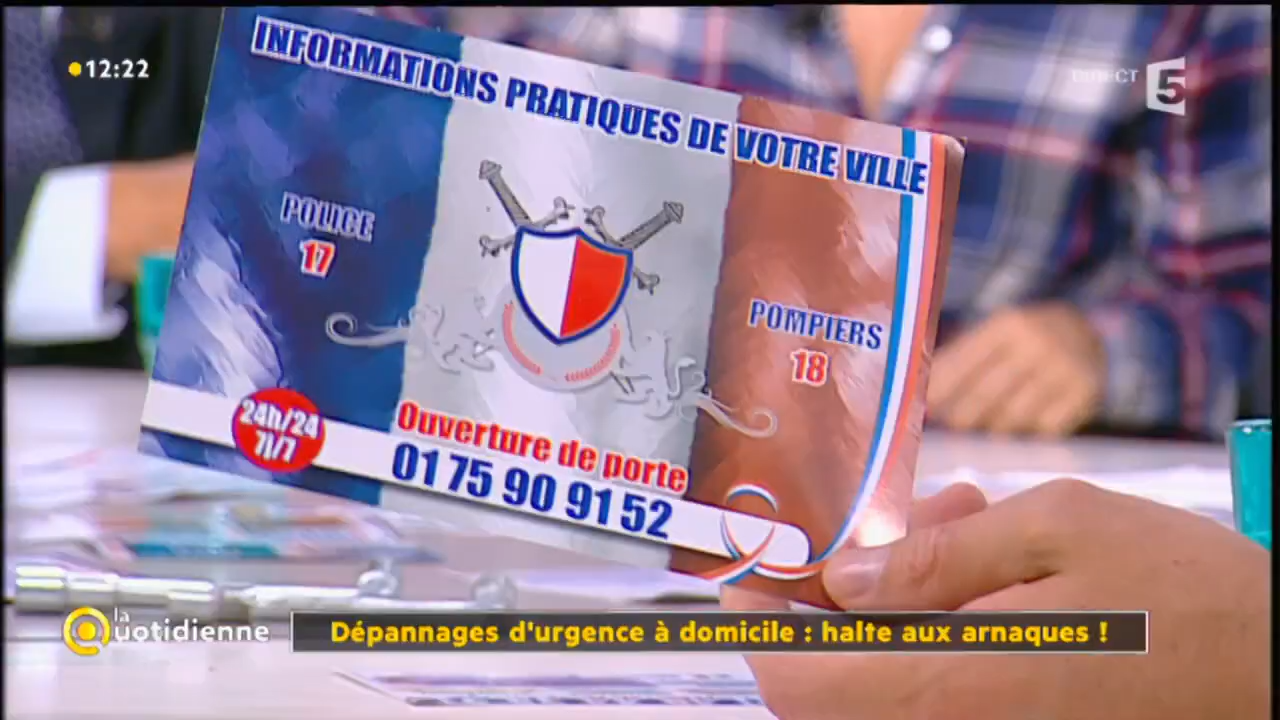 12:22
DIRECT 5
INFORMATIONS PRATIQUES DE VOTRE VILLE
POLICE
17
POMPIERS
18
24h/24
7J/7
Ouverture de porte
01 75 90 91 52
la Quotidienne
Dépannages d'urgence à domicile : halte aux arnaques !